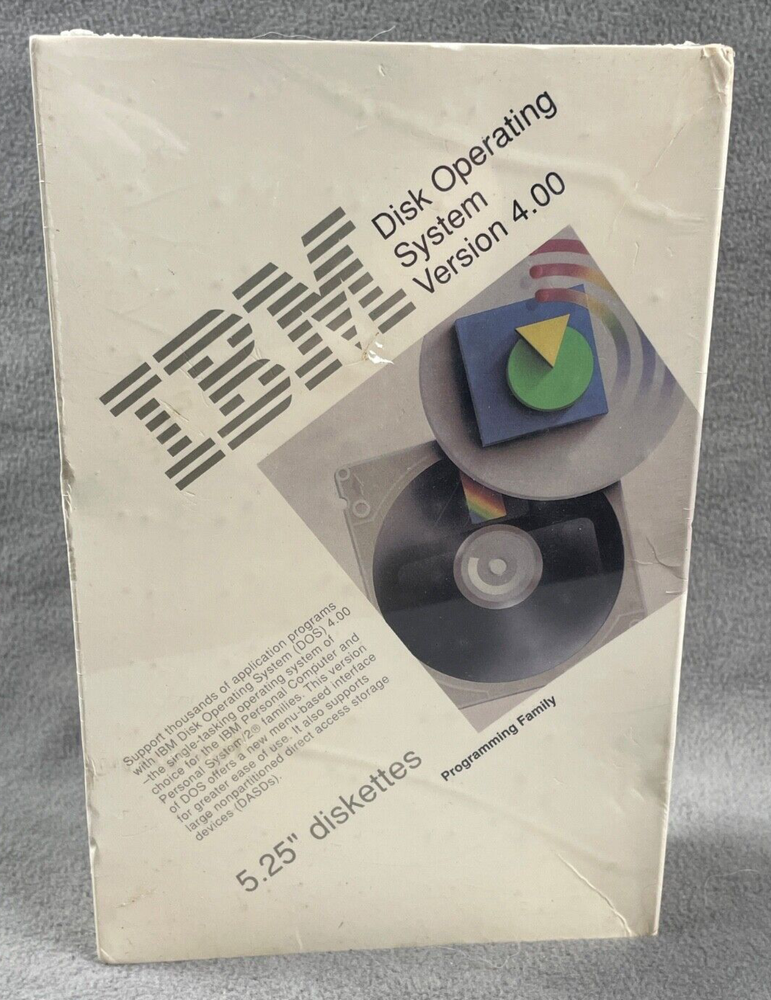 IBM
Disk Operating
System
Version 4.00
Support thousands of application programs
with IBM Disk Operating System (DOS) 4.00
–the single-tasking operating system of
choice for the IBM Personal Computer and
Personal System/2® families. This version
of DOS offers a new menu-based interface
for greater ease of use. It also supports
large nonpartitioned direct access storage
devices (DASDs).
5.25" diskettes
Programming Family